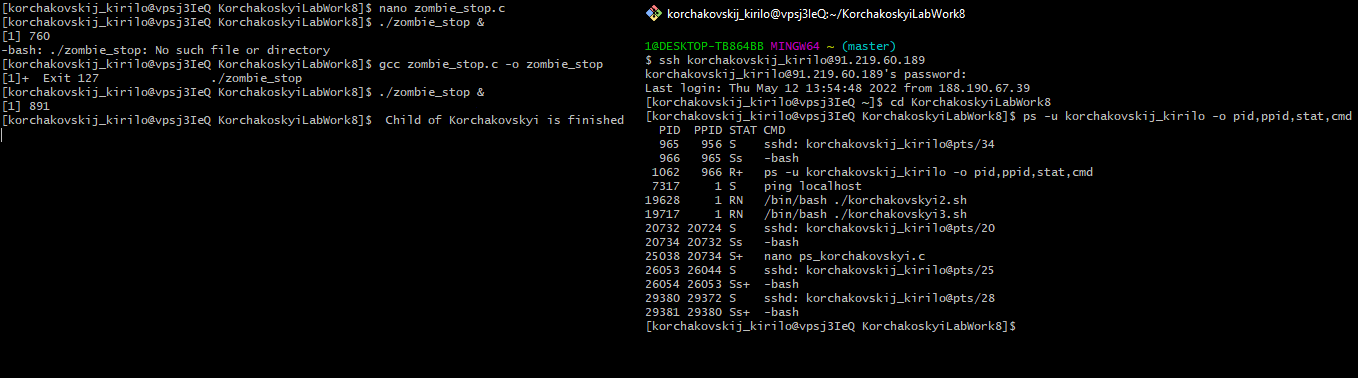 [korchakovskij_kirilo@vpsj3IeQ KorchakoskyiLabWork8]$ nano zombie_stop.c
[korchakovskij_kirilo@vpsj3IeQ KorchakoskyiLabWork8]$ ./zombie_stop &
[1] 760
-bash: ./zombie_stop: No such file or directory
[korchakovskij_kirilo@vpsj3IeQ KorchakoskyiLabWork8]$ gcc zombie_stop.c -o zombie_stop
[1]+  Exit 127                ./zombie_stop
[korchakovskij_kirilo@vpsj3IeQ KorchakoskyiLabWork8]$ ./zombie_stop &
[1] 891
[korchakovskij_kirilo@vpsj3IeQ KorchakoskyiLabWork8]$  Child of Korchakovskyi is finished
korchakovskij_kirilo@vpsj3IeQ:~/KorchakoskyiLabWork8
1@DESKTOP-TB864BB MINGW64 ~ (master)
$ ssh korchakovskij_kirilo@91.219.60.189
korchakovskij_kirilo@91.219.60.189's password:
Last login: Thu May 12 13:54:48 2022 from 188.190.67.39
[korchakovskij_kirilo@vpsj3IeQ ~]$ cd KorchakoskyiLabWork8
[korchakovskij_kirilo@vpsj3IeQ KorchakoskyiLabWork8]$ ps -u korchakovskij_kirilo -o pid,ppid,stat,cmd
  PID  PPID STAT CMD
  965   956 S    sshd: korchakovskij_kirilo@pts/34
  966   965 Ss   -bash
 1062   966 R+   ps -u korchakovskij_kirilo -o pid,ppid,stat,cmd
 7317     1 S    ping localhost
19628     1 RN   /bin/bash ./korchakovskyi2.sh
19717     1 RN   /bin/bash ./korchakovskyi3.sh
20732 20724 S    sshd: korchakovskij_kirilo@pts/20
20734 20732 Ss   -bash
25038 20734 S+   nano ps_korchakovskyi.c
26053 26044 S    sshd: korchakovskij_kirilo@pts/25
26054 26053 Ss+  -bash
29380 29372 S    sshd: korchakovskij_kirilo@pts/28
29381 29380 Ss+  -bash
[korchakovskij_kirilo@vpsj3IeQ KorchakoskyiLabWork8]$